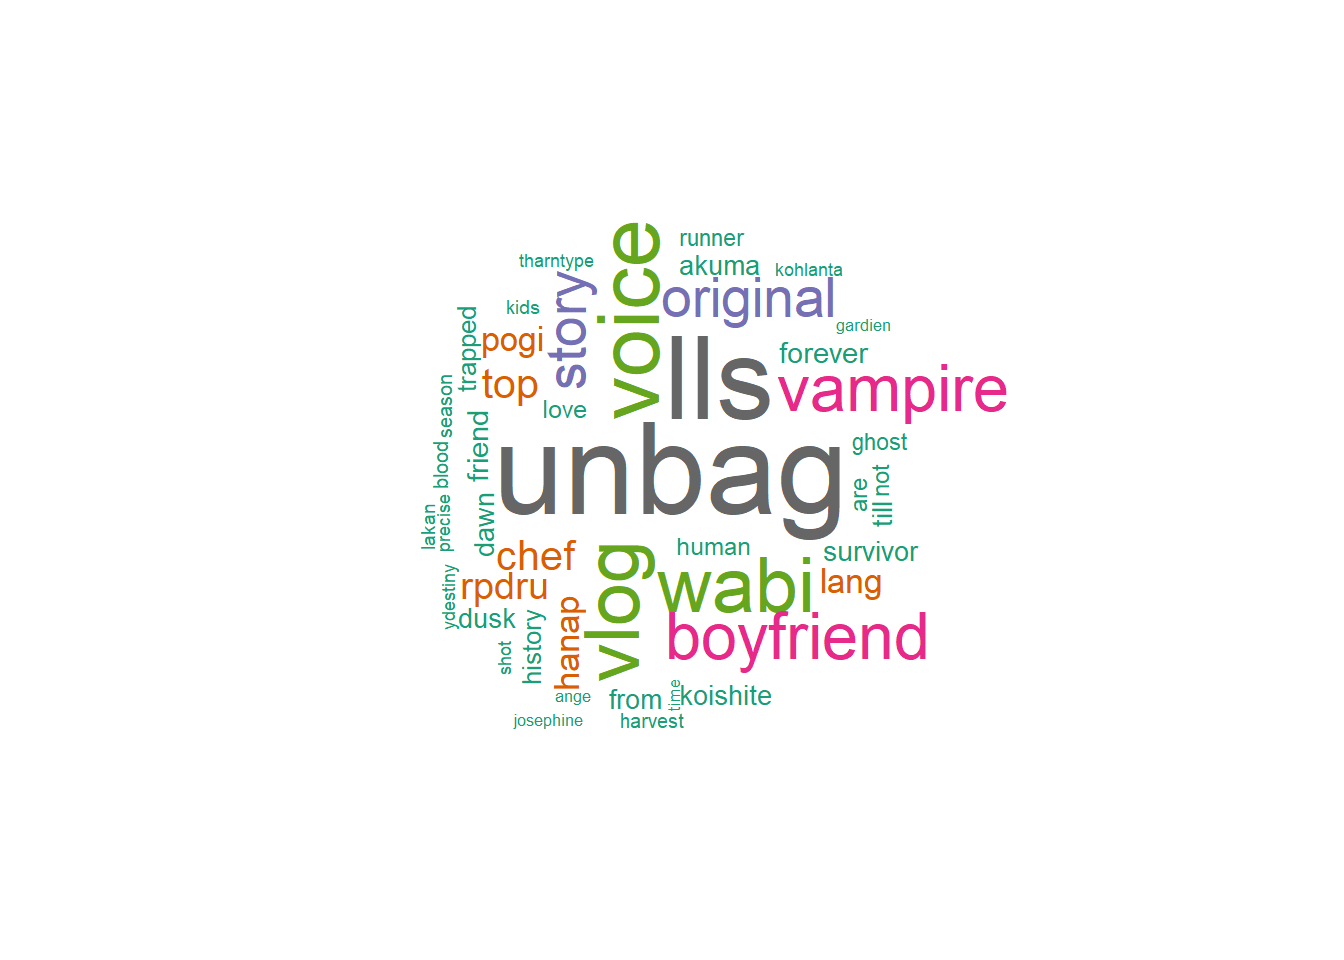 runner
voice
tharntype
akuma
kohlanta
story
original
kids
gardien
trapped
pogi
lls
forever
top
vampire
season
love
friend
unbag
ghost
blood
not
are
till
precise
lakan
dawn
chef
vlog
human
survivor
wabi
lang
rpdru
ydestiny
dusk
hanap
history
boyfriend
shot
ange
from
time
koishite
josephine
harvest